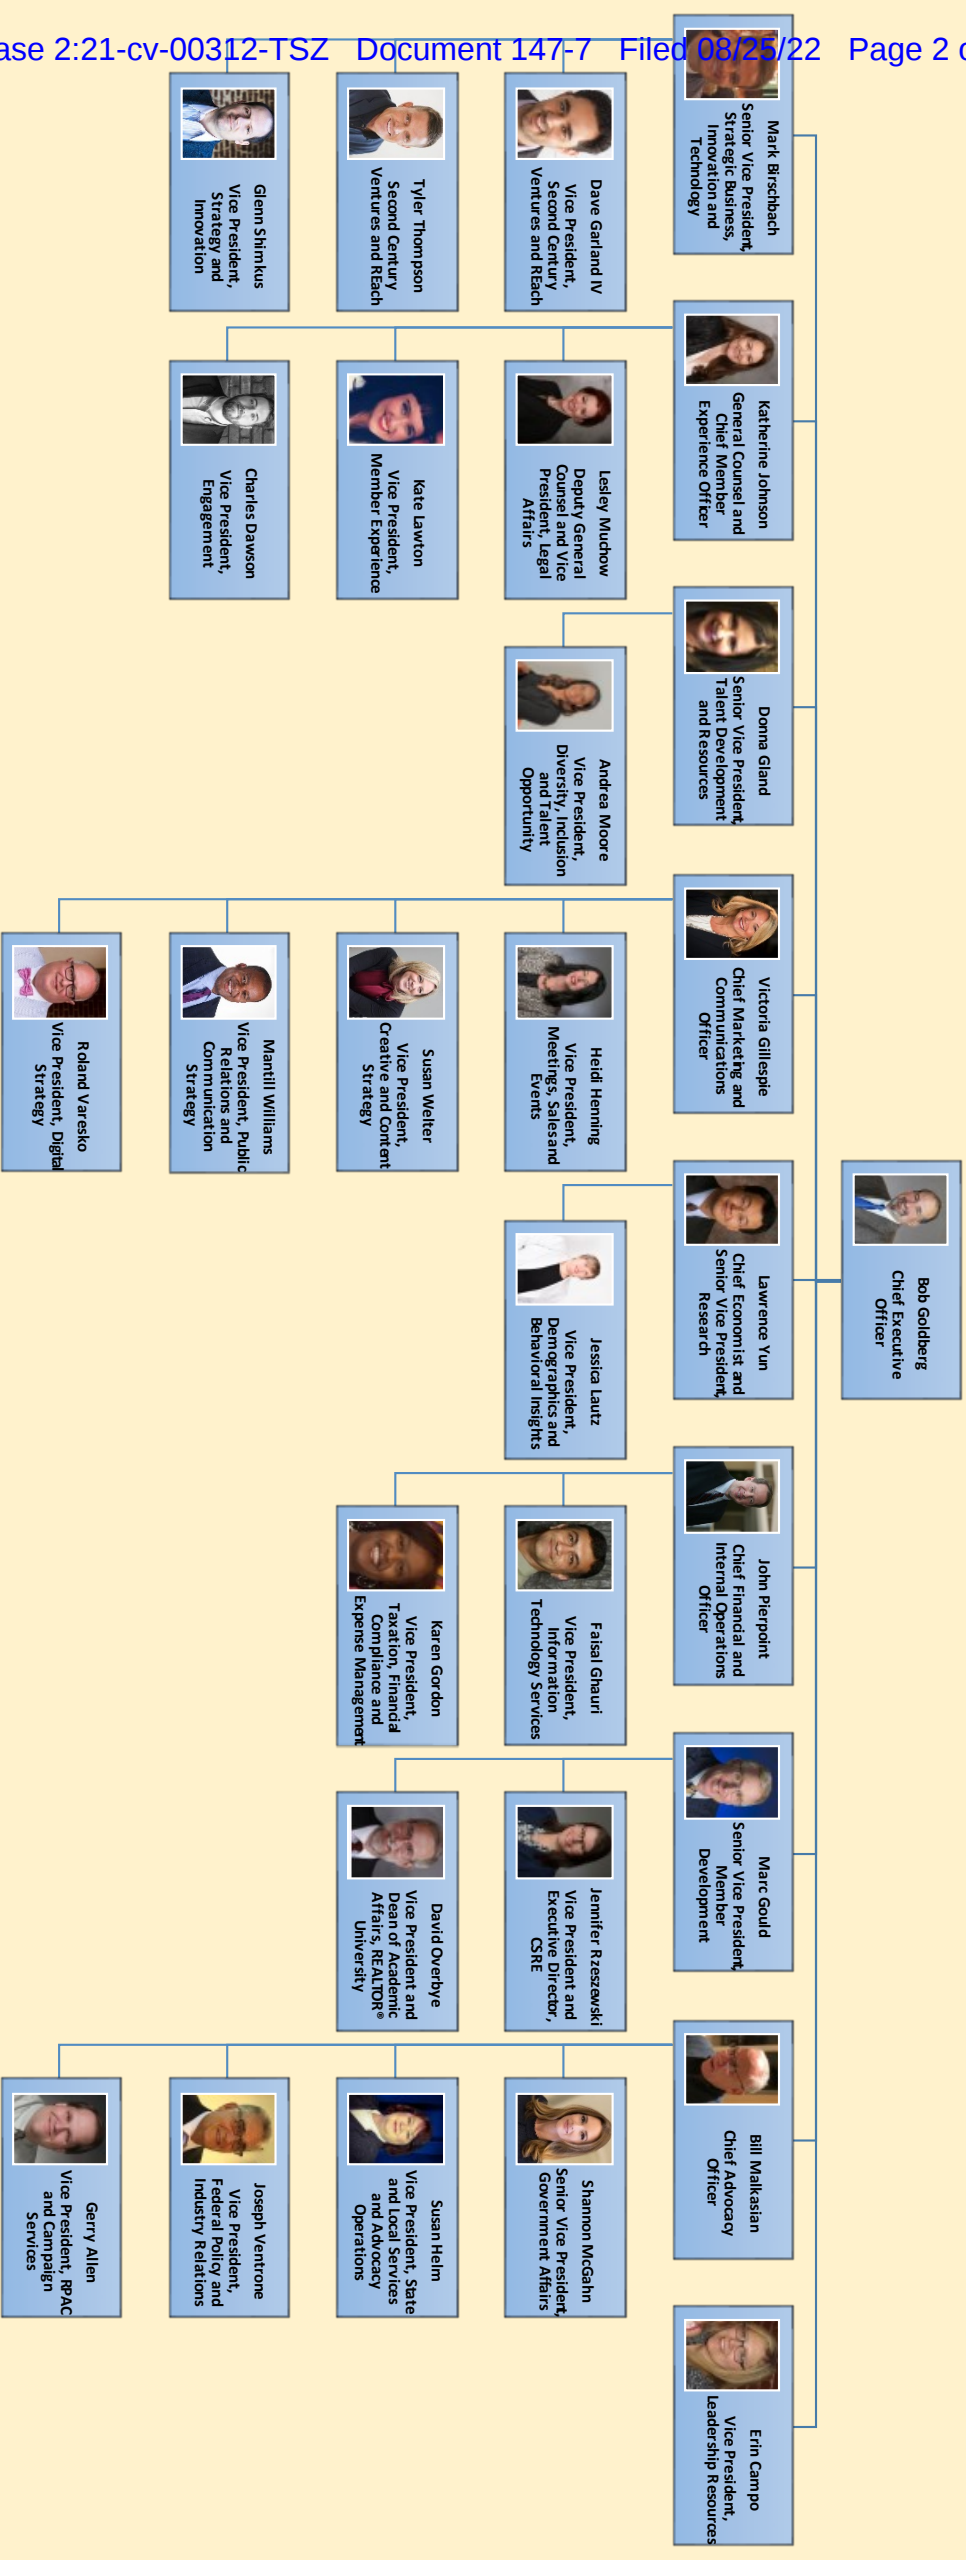 ase 2:21-cv-00312-TSZ   Document 147-7   Filed 08/25/22   Page 2 o
Bob Goldberg
Chief Executive
Officer
Mark Birschbach
Senior Vice President,
Strategic Business,
Innovation and
Technology
Dave Garland IV
Vice President,
Second Century
Ventures and REach
Tyler Thompson
Second Century
Ventures and REach
Glenn Shimkus
Vice President,
Strategy and
Innovation
Katherine Johnson
General Counsel and
Chief Member
Experience Officer
Lesley Muchow
Deputy General
Counsel and Vice
President, Legal
Affairs
Kate Lawton
Vice President,
Member Experience
Charles Dawson
Vice President,
Engagement
Donna Gland
Senior Vice President,
Talent Development
and Resources
Andrea Moore
Vice President,
Diversity, Inclusion
and Talent
Opportunity
Victoria Gillespie
Chief Marketing and
Communications
Officer
Heidi Henning
Vice President,
Meetings, Sales and
Events
Susan Welter
Vice President,
Creative and Content
Strategy
Mantill Williams
Vice President, Public
Relations and
Communication
Strategy
Roland Varesko
Vice President, Digital
Strategy
Lawrence Yun
Chief Economist and
Senior Vice President,
Research
Jessica Lautz
Vice President,
Demographics and
Behavioral Insights
John Pierpoint
Chief Financial and
Internal Operations
Officer
Faisal Ghauri
Vice President,
Information
Technology Services
Karen Gordon
Vice President,
Taxation, Financial
Compliance and
Expense Management
Marc Gould
Senior Vice President,
Member
Development
Jennifer Rzeszewski
Vice President and
Executive Director,
CSRE
David Overbye
Vice President and
Dean of Academic
Affairs, REALTOR®
University
Bill Malkasian
Chief Advocacy
Officer
Shannon McGahn
Senior Vice President,
Government Affairs
Susan Helm
Vice President, State
and Local Services
and Advocacy
Operations
Joseph Ventrone
Vice President,
Federal Policy and
Industry Relations
Gerry Allen
Vice President, RPAC
and Campaign
Services
Erin Campo
Vice President,
Leadership Resources